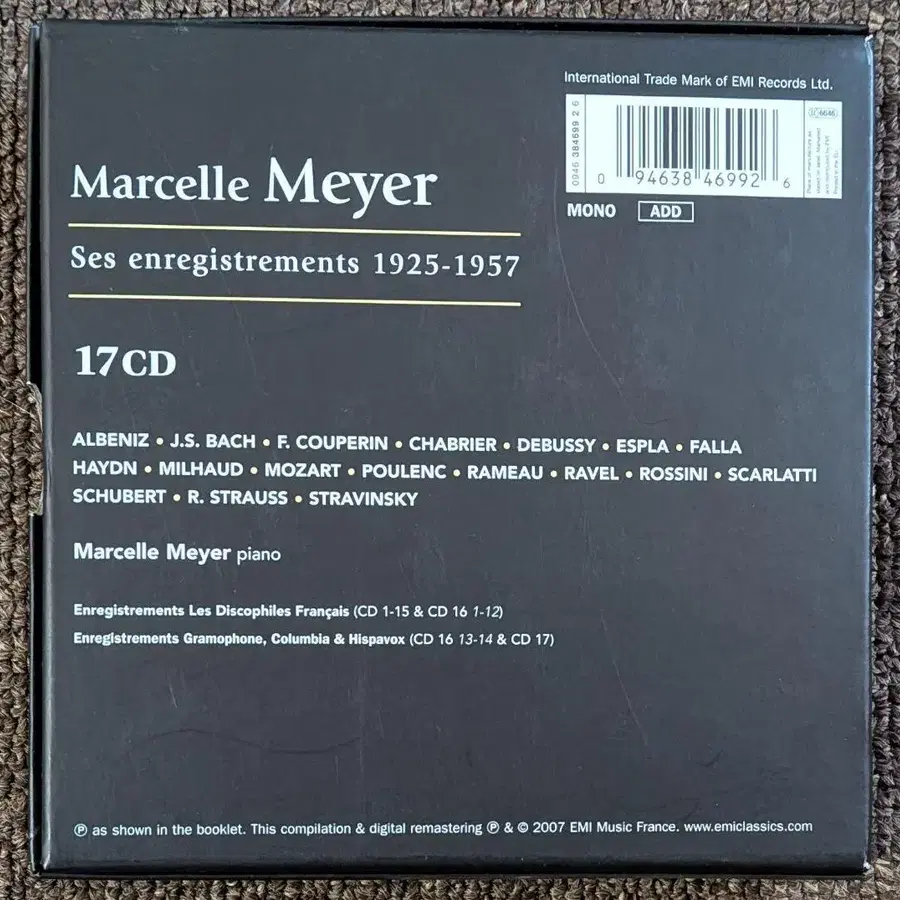 International Trade Mark of EMI Records Ltd.
0946 384699 2 6
0 94638 46992 6
MONO ADD
Marcelle Meyer
Ses enregistrements 1925-1957
17CD
ALBENIZ • J.S. BACH • F. COUPERIN • CHABRIER • DEBUSSY • ESPLA • FALLA
HAYDN • MILHAUD • MOZART • POULENC • RAMEAU • RAVEL • ROSSINI • SCARLATTI
SCHUBERT • R. STRAUSS • STRAVINSKY
Marcelle Meyer piano
Enregistrements Les Discophiles Français (CD 1-15 & CD 16 1-12)
Enregistrements Gramophone, Columbia & Hispavox (CD 16 13-14 & CD 17)
℗ as shown in the booklet. This compilation & digital remastering ℗ & © 2007 EMI Music France. www.emiclassics.com